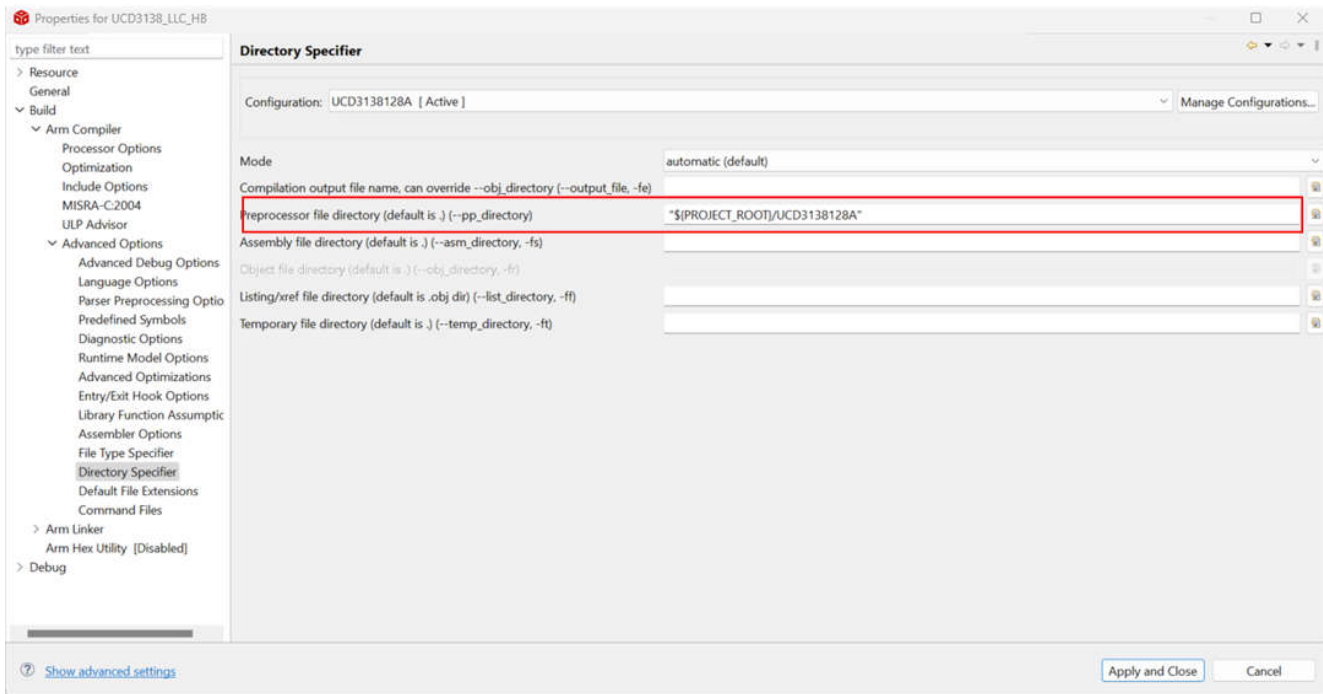 Properties for UCD3138_LLC_HB
type filter text
Resource
General
Build
Arm Compiler
Processor Options
Optimization
Include Options
MISRA-C:2004
ULP Advisor
Advanced Options
Advanced Debug Options
Language Options
Parser Preprocessing Optio
Predefined Symbols
Diagnostic Options
Runtime Model Options
Advanced Optimizations
Entry/Exit Hook Options
Library Function Assumptic
Assembler Options
File Type Specifier
Directory Specifier
Default File Extensions
Command Files
Arm Linker
Arm Hex Utility [Disabled]
Debug
Directory Specifier
Configuration: UCD3138128A [ Active ]
Manage Configurations...
Mode automatic (default)
Compilation output file name, can override --obj_directory (--output_file, -fe)
Preprocessor file directory (default is .) (--pp_directory) "${PROJECT_ROOT}/UCD3138128A"
Assembly file directory (default is .) (--asm_directory, -fs)
Object file directory (default is .) (--obj_directory, -fr)
Listing/xref file directory (default is .obj dir) (--list_directory, -ff)
Temporary file directory (default is .) (--temp_directory, -ft)
Show advanced settings
Apply and Close
Cancel